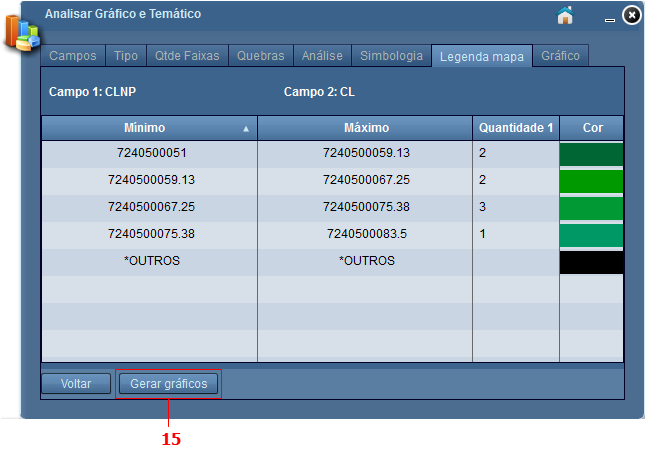 Analisar Gráfico e Temático
Campos Tipo Qtde Faixas Quebras Análise Simbologia Legenda mapa Gráfico
Campo 1: CLNP Campo 2: CL
Mínimo Máximo Quantidade 1 Cor
7240500051 7240500059.13 2
7240500059.13 7240500067.25 2
7240500067.25 7240500075.38 3
7240500075.38 7240500083.5 1
*OUTROS *OUTROS
Voltar Gerar gráficos
15